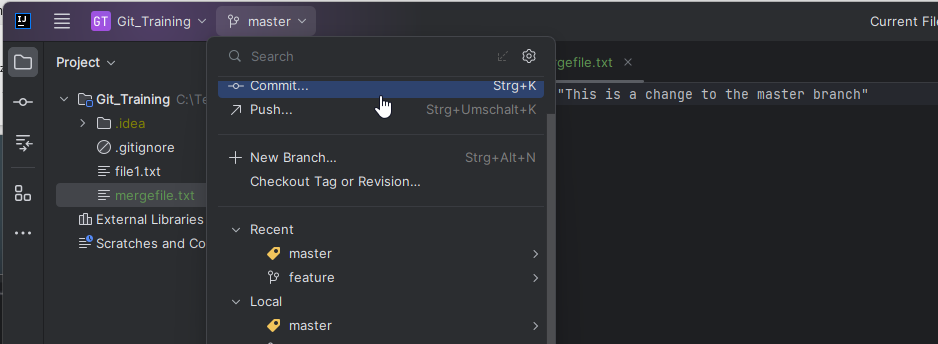 IJ GT Git_Training master Current File
Project
Search
gefile.txt
Commit... Strg+K
"This is a change to the master branch"
Git_Training C:\Te
Push... Strg+Umschalt+K
.idea
.gitignore
New Branch... Strg+Alt+N
file1.txt
Checkout Tag or Revision...
mergefile.txt
External Libraries
Recent
Scratches and Co
master
feature
Local
master